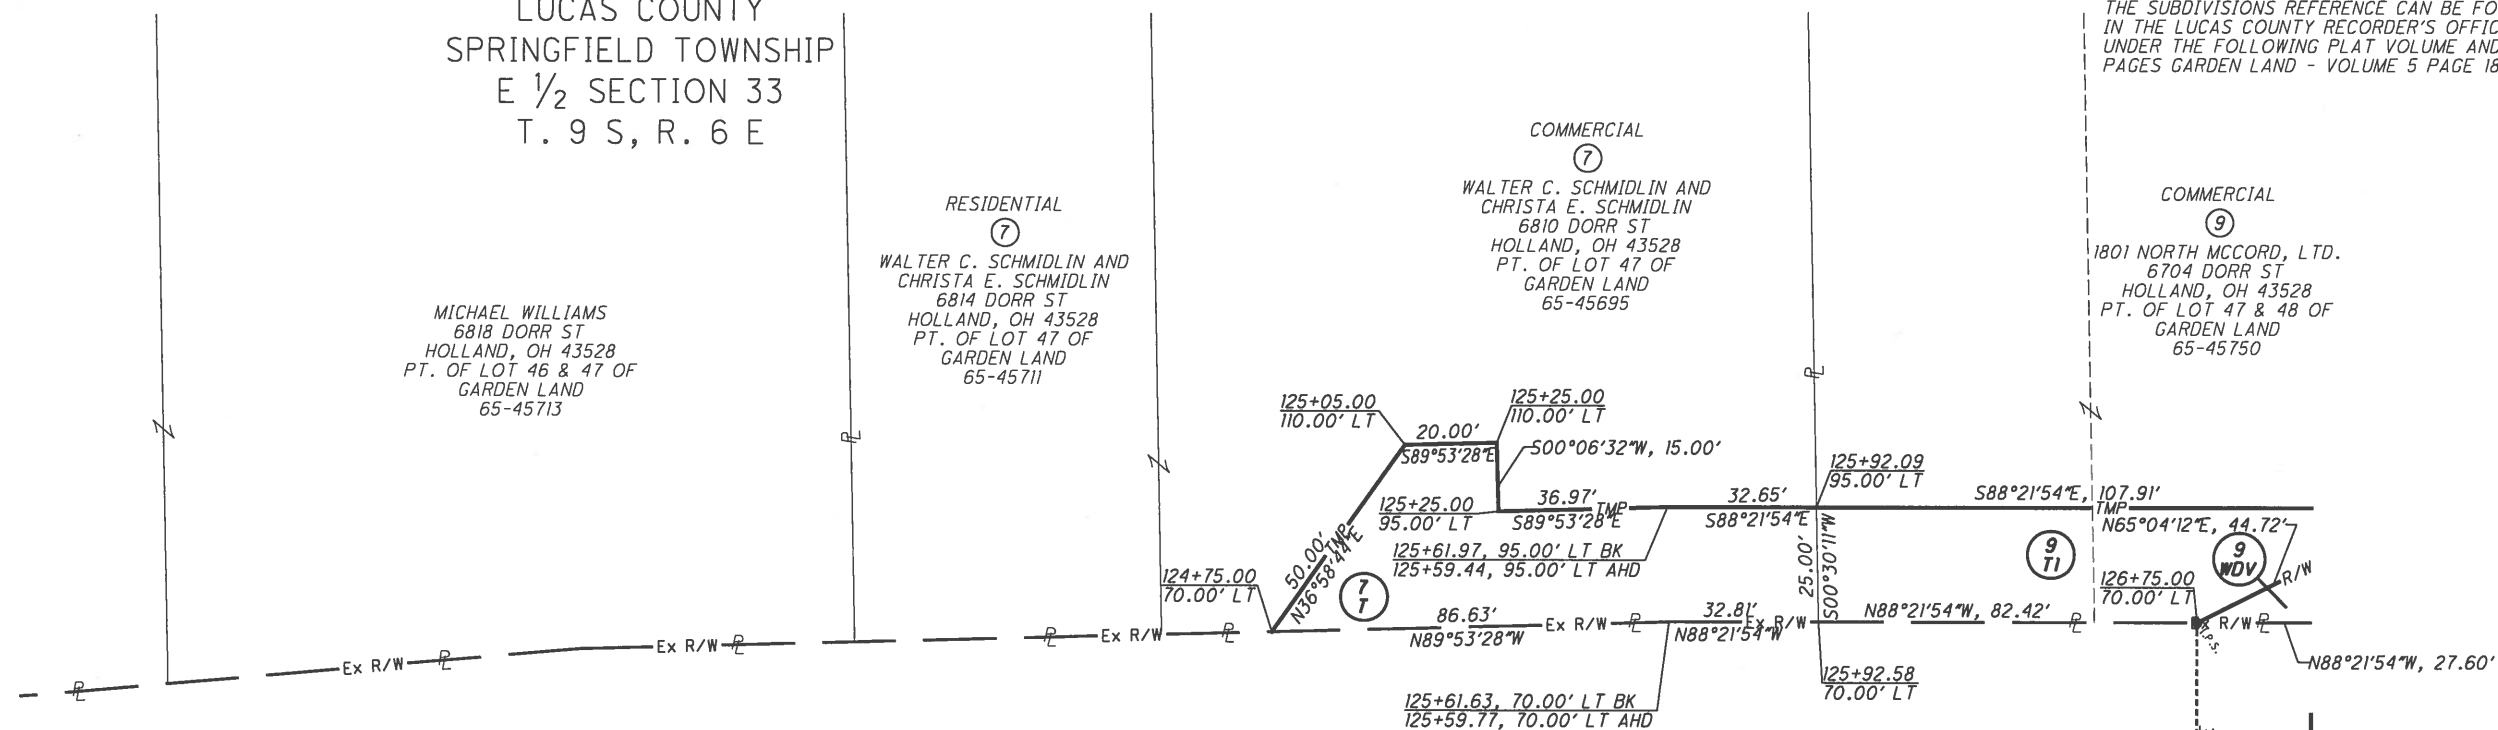 LUCAS COUNTY
SPRINGFIELD TOWNSHIP
E 1/2 SECTION 33
T. 9 S, R. 6 E
THE SUBDIVISIONS REFERENCE CAN BE FO
IN THE LUCAS COUNTY RECORDER'S OFFIC
UNDER THE FOLLOWING PLAT VOLUME AND
PAGES GARDEN LAND - VOLUME 5 PAGE 18
MICHAEL WILLIAMS
6818 DORR ST
HOLLAND, OH 43528
PT. OF LOT 46 & 47 OF
GARDEN LAND
65-45713
RESIDENTIAL
7
WALTER C. SCHMIDLIN AND
CHRISTA E. SCHMIDLIN
6814 DORR ST
HOLLAND, OH 43528
PT. OF LOT 47 OF
GARDEN LAND
65-45711
COMMERCIAL
7
WALTER C. SCHMIDLIN AND
CHRISTA E. SCHMIDLIN
6810 DORR ST
HOLLAND, OH 43528
PT. OF LOT 47 OF
GARDEN LAND
65-45695
COMMERCIAL
9
1801 NORTH MCCORD, LTD.
6704 DORR ST
HOLLAND, OH 43528
PT. OF LOT 47 & 48 OF
GARDEN LAND
65-45750
PL
PL
125+05.00
110.00' LT
125+25.00
110.00' LT
20.00'
S89°53'28"E
S00°06'32"W, 15.00'
125+25.00
95.00' LT
36.97'
TMP
S89°53'28"E
32.65'
S88°21'54"E
125+92.09
95.00' LT
S88°21'54"E, 107.91'
TMP
N65°04'12"E, 44.72'
50.00'
TMP
N36°58'44"E
125+61.97, 95.00' LT BK
125+59.44, 95.00' LT AHD
25.00'
S00°30'11"W
9
T1
9
WDV
R/W
124+75.00
70.00' LT
7
T
126+75.00
70.00' LT
86.63'
N89°53'28"W
32.81'
N88°21'54"W
N88°21'54"W, 82.42'
PL
Ex R/W
PL
Ex R/W
PL
PL
Ex R/W
PL
Ex R/W
PL
Ex R/W
PL
R/W
PL
N88°21'54"W, 27.60'
125+92.58
70.00' LT
125+61.63, 70.00' LT BK
125+59.77, 70.00' LT AHD